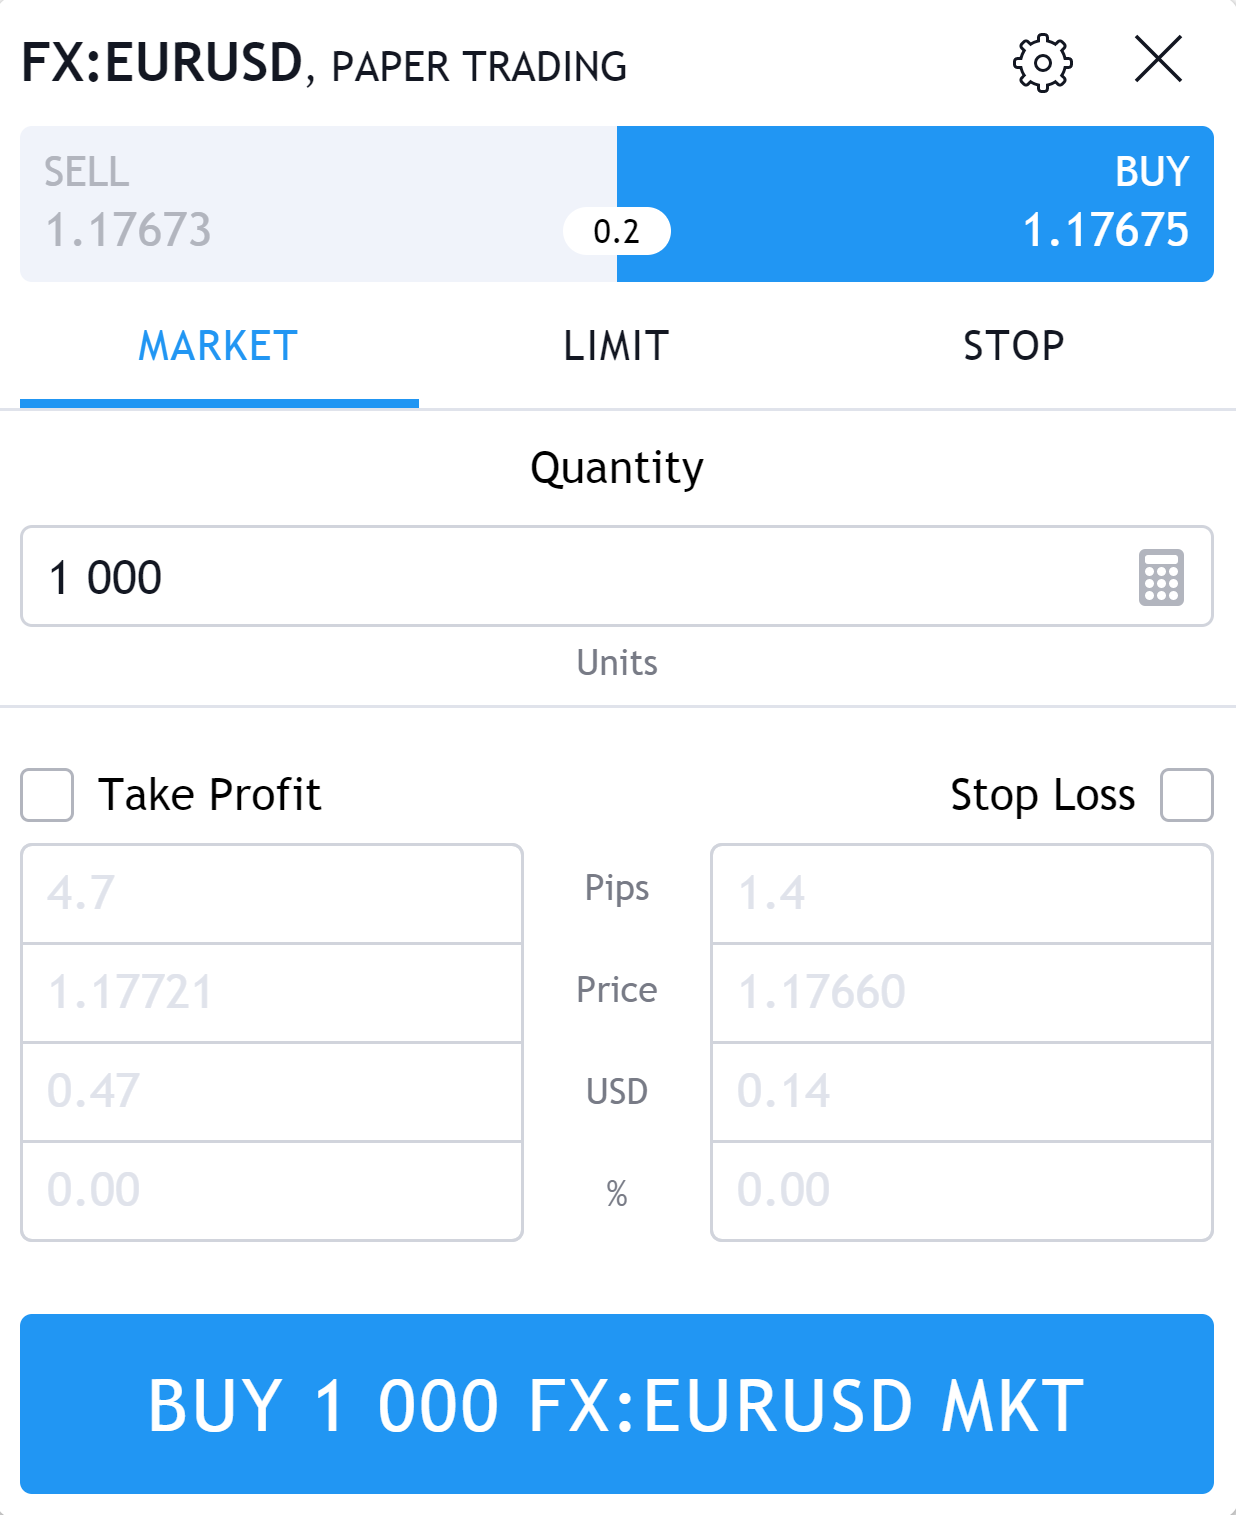 FX:EURUSD, PAPER TRADING
SELL
1.17673
0.2
BUY
1.17675
MARKET LIMIT STOP
Quantity
1 000
Units
Take Profit
Stop Loss
4.7 Pips 1.4
1.17721 Price 1.17660
0.47 USD 0.14
0.00 % 0.00
BUY 1 000 FX:EURUSD MKT